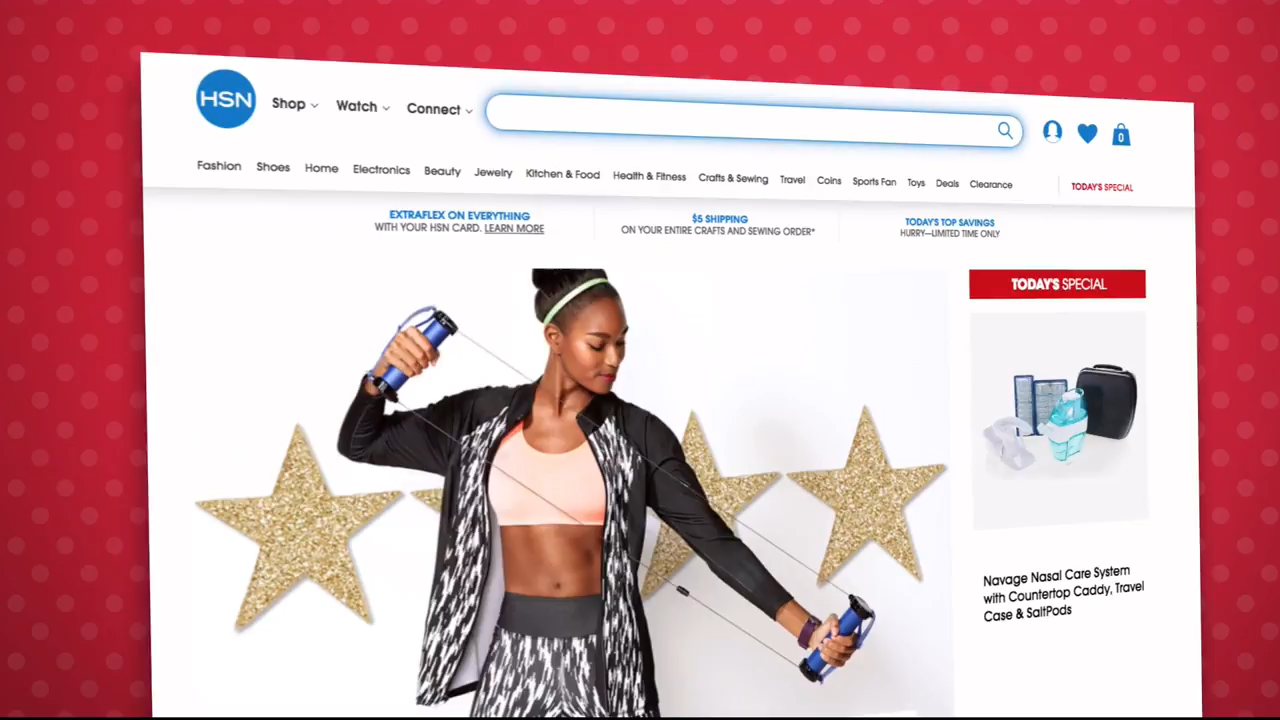 HSN
Shop Watch Connect
0
Fashion Shoes Home Electronics Beauty Jewelry Kitchen & Food Health & Fitness Crafts & Sewing Travel Coins Sports Fan Toys Deals Clearance TODAY'S SPECIAL
EXTRAFLEX ON EVERYTHING
WITH YOUR HSN CARD. LEARN MORE
$5 SHIPPING
ON YOUR ENTIRE CRAFTS AND SEWING ORDER*
TODAY'S TOP SAVINGS
HURRY—LIMITED TIME ONLY
TODAY'S SPECIAL
Navage Nasal Care System
with Countertop Caddy, Travel
Case & SaltPods